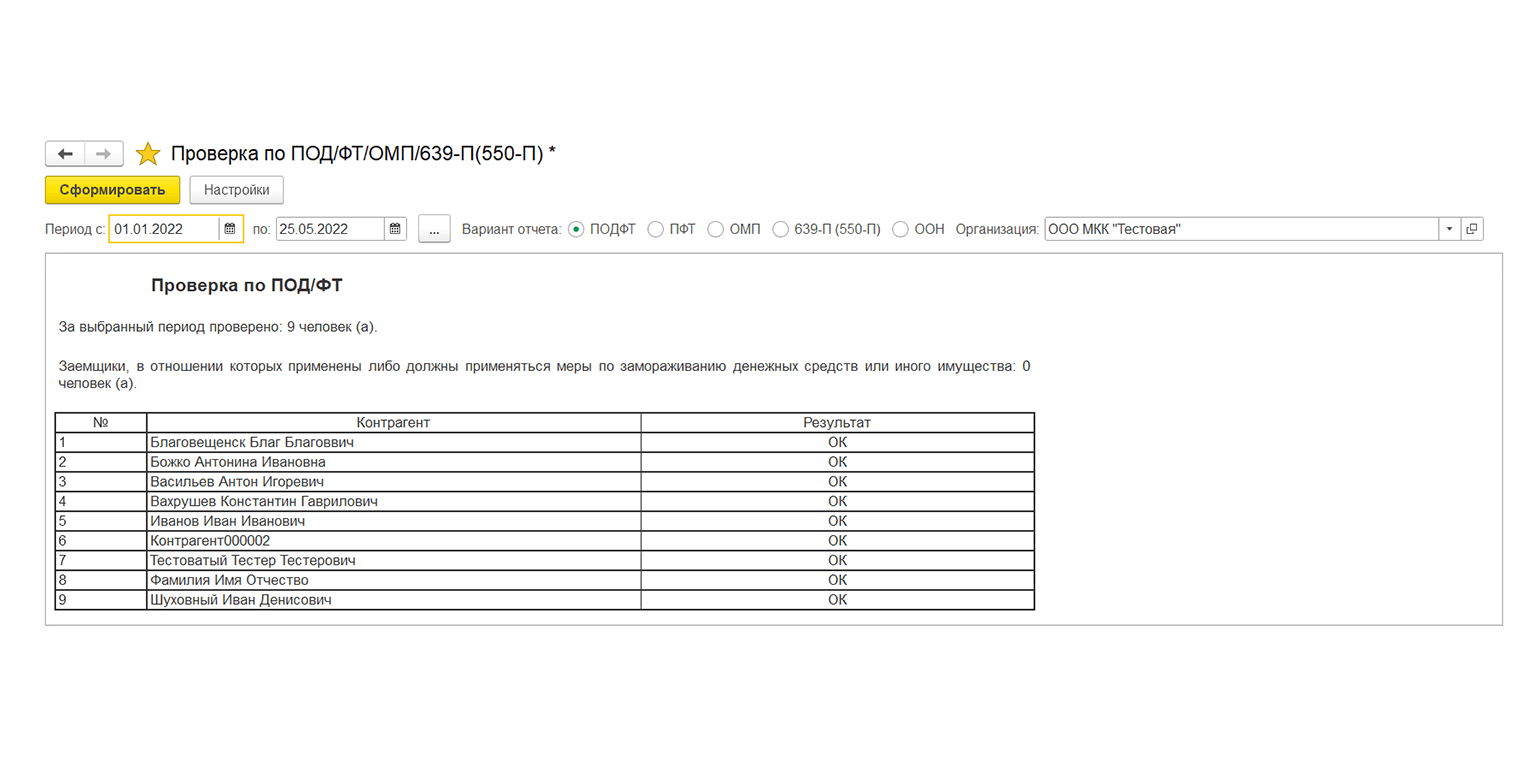 Проверка по ПОД/ФТ/ОМП/639-П(550-П) *
Сформировать Настройки
Период с: 01.01.2022 по: 25.05.2022 ... Вариант отчета: ПОДФТ ПФТ ОМП 639-П (550-П) ООН Организация: ООО МКК "Тестовая"
Проверка по ПОД/ФТ
За выбранный период проверено: 9 человек (а).
Заемщики, в отношении которых применены либо должны применяться меры по замораживанию денежных средств или иного имущества: 0
человек (а).
№ Контрагент Результат
1 Благовещенск Благ Благоввич ОК
2 Божко Антонина Ивановна ОК
3 Васильев Антон Игоревич ОК
4 Вахрушев Константин Гаврилович ОК
5 Иванов Иван Иванович ОК
6 Контрагент000002 ОК
7 Тестоватый Тестер Тестерович ОК
8 Фамилия Имя Отчество ОК
9 Шуховный Иван Денисович ОК